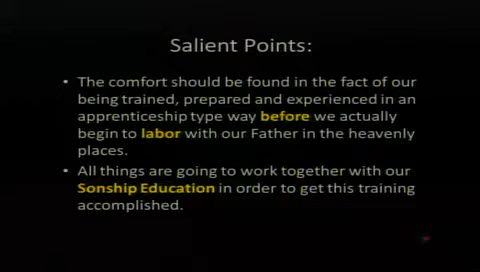 Salient Points:
• The comfort should be found in the fact of our
being trained, prepared and experienced in an
apprenticeship type way before we actually
begin to labor with our Father in the heavenly
places.
• All things are going to work together with our
Sonship Education in order to get this training
accomplished.